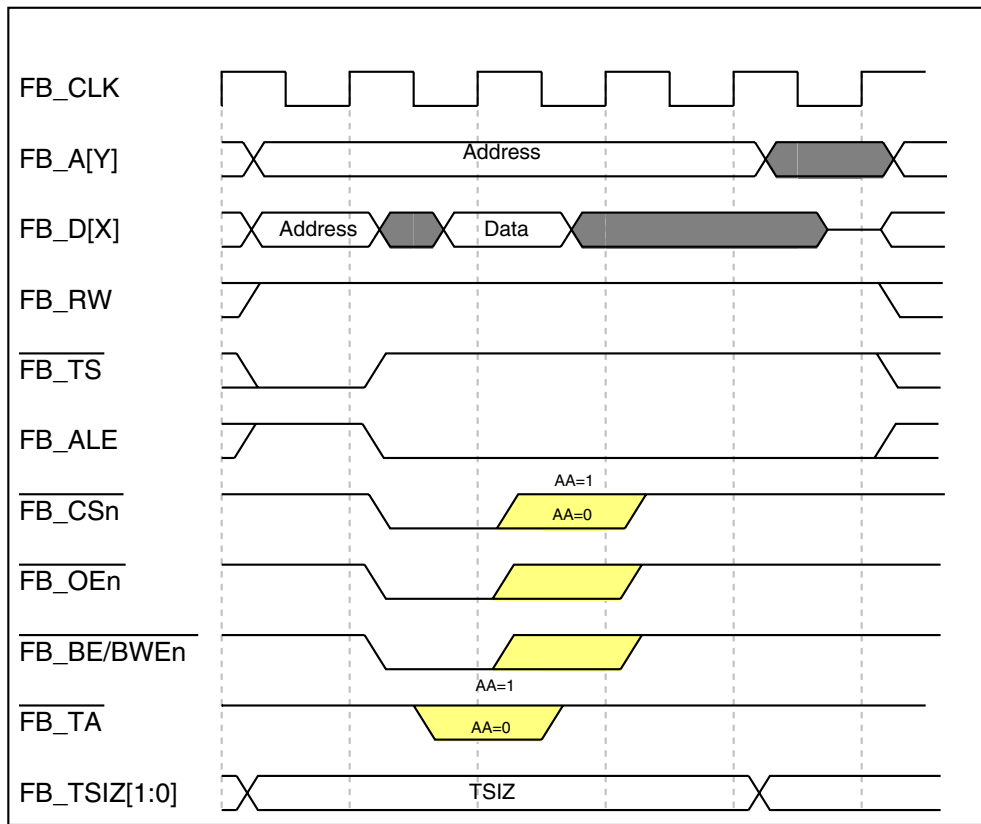 FB_CLK
FB_A[Y]
Address
FB_D[X]
Address
Data
FB_RW
FB_TS
FB_ALE
AA=1
FB_CSn
AA=0
FB_OEn
FB_BE/BWEn
AA=1
FB_TA
AA=0
FB_TSIZ[1:0]
TSIZ